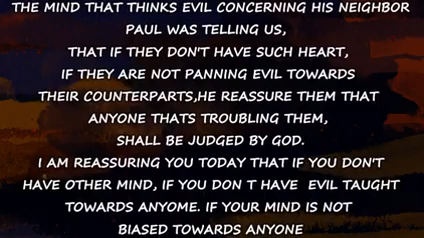 THE MIND THAT THINKS EVIL CONCERNING HIS NEIGHBOR
PAUL WAS TELLING US,
THAT IF THEY DON'T HAVE SUCH HEART,
IF THEY ARE NOT PANNING EVIL TOWARDS
THEIR COUNTERPARTS,HE REASSURE THEM THAT
ANYONE THATS TROUBLING THEM,
SHALL BE JUDGED BY GOD.
I AM REASSURING YOU TODAY THAT IF YOU DON'T
HAVE OTHER MIND, IF YOU DON T HAVE EVIL TAUGHT
TOWARDS ANYOME. IF YOUR MIND IS NOT
BIASED TOWARDS ANYONE